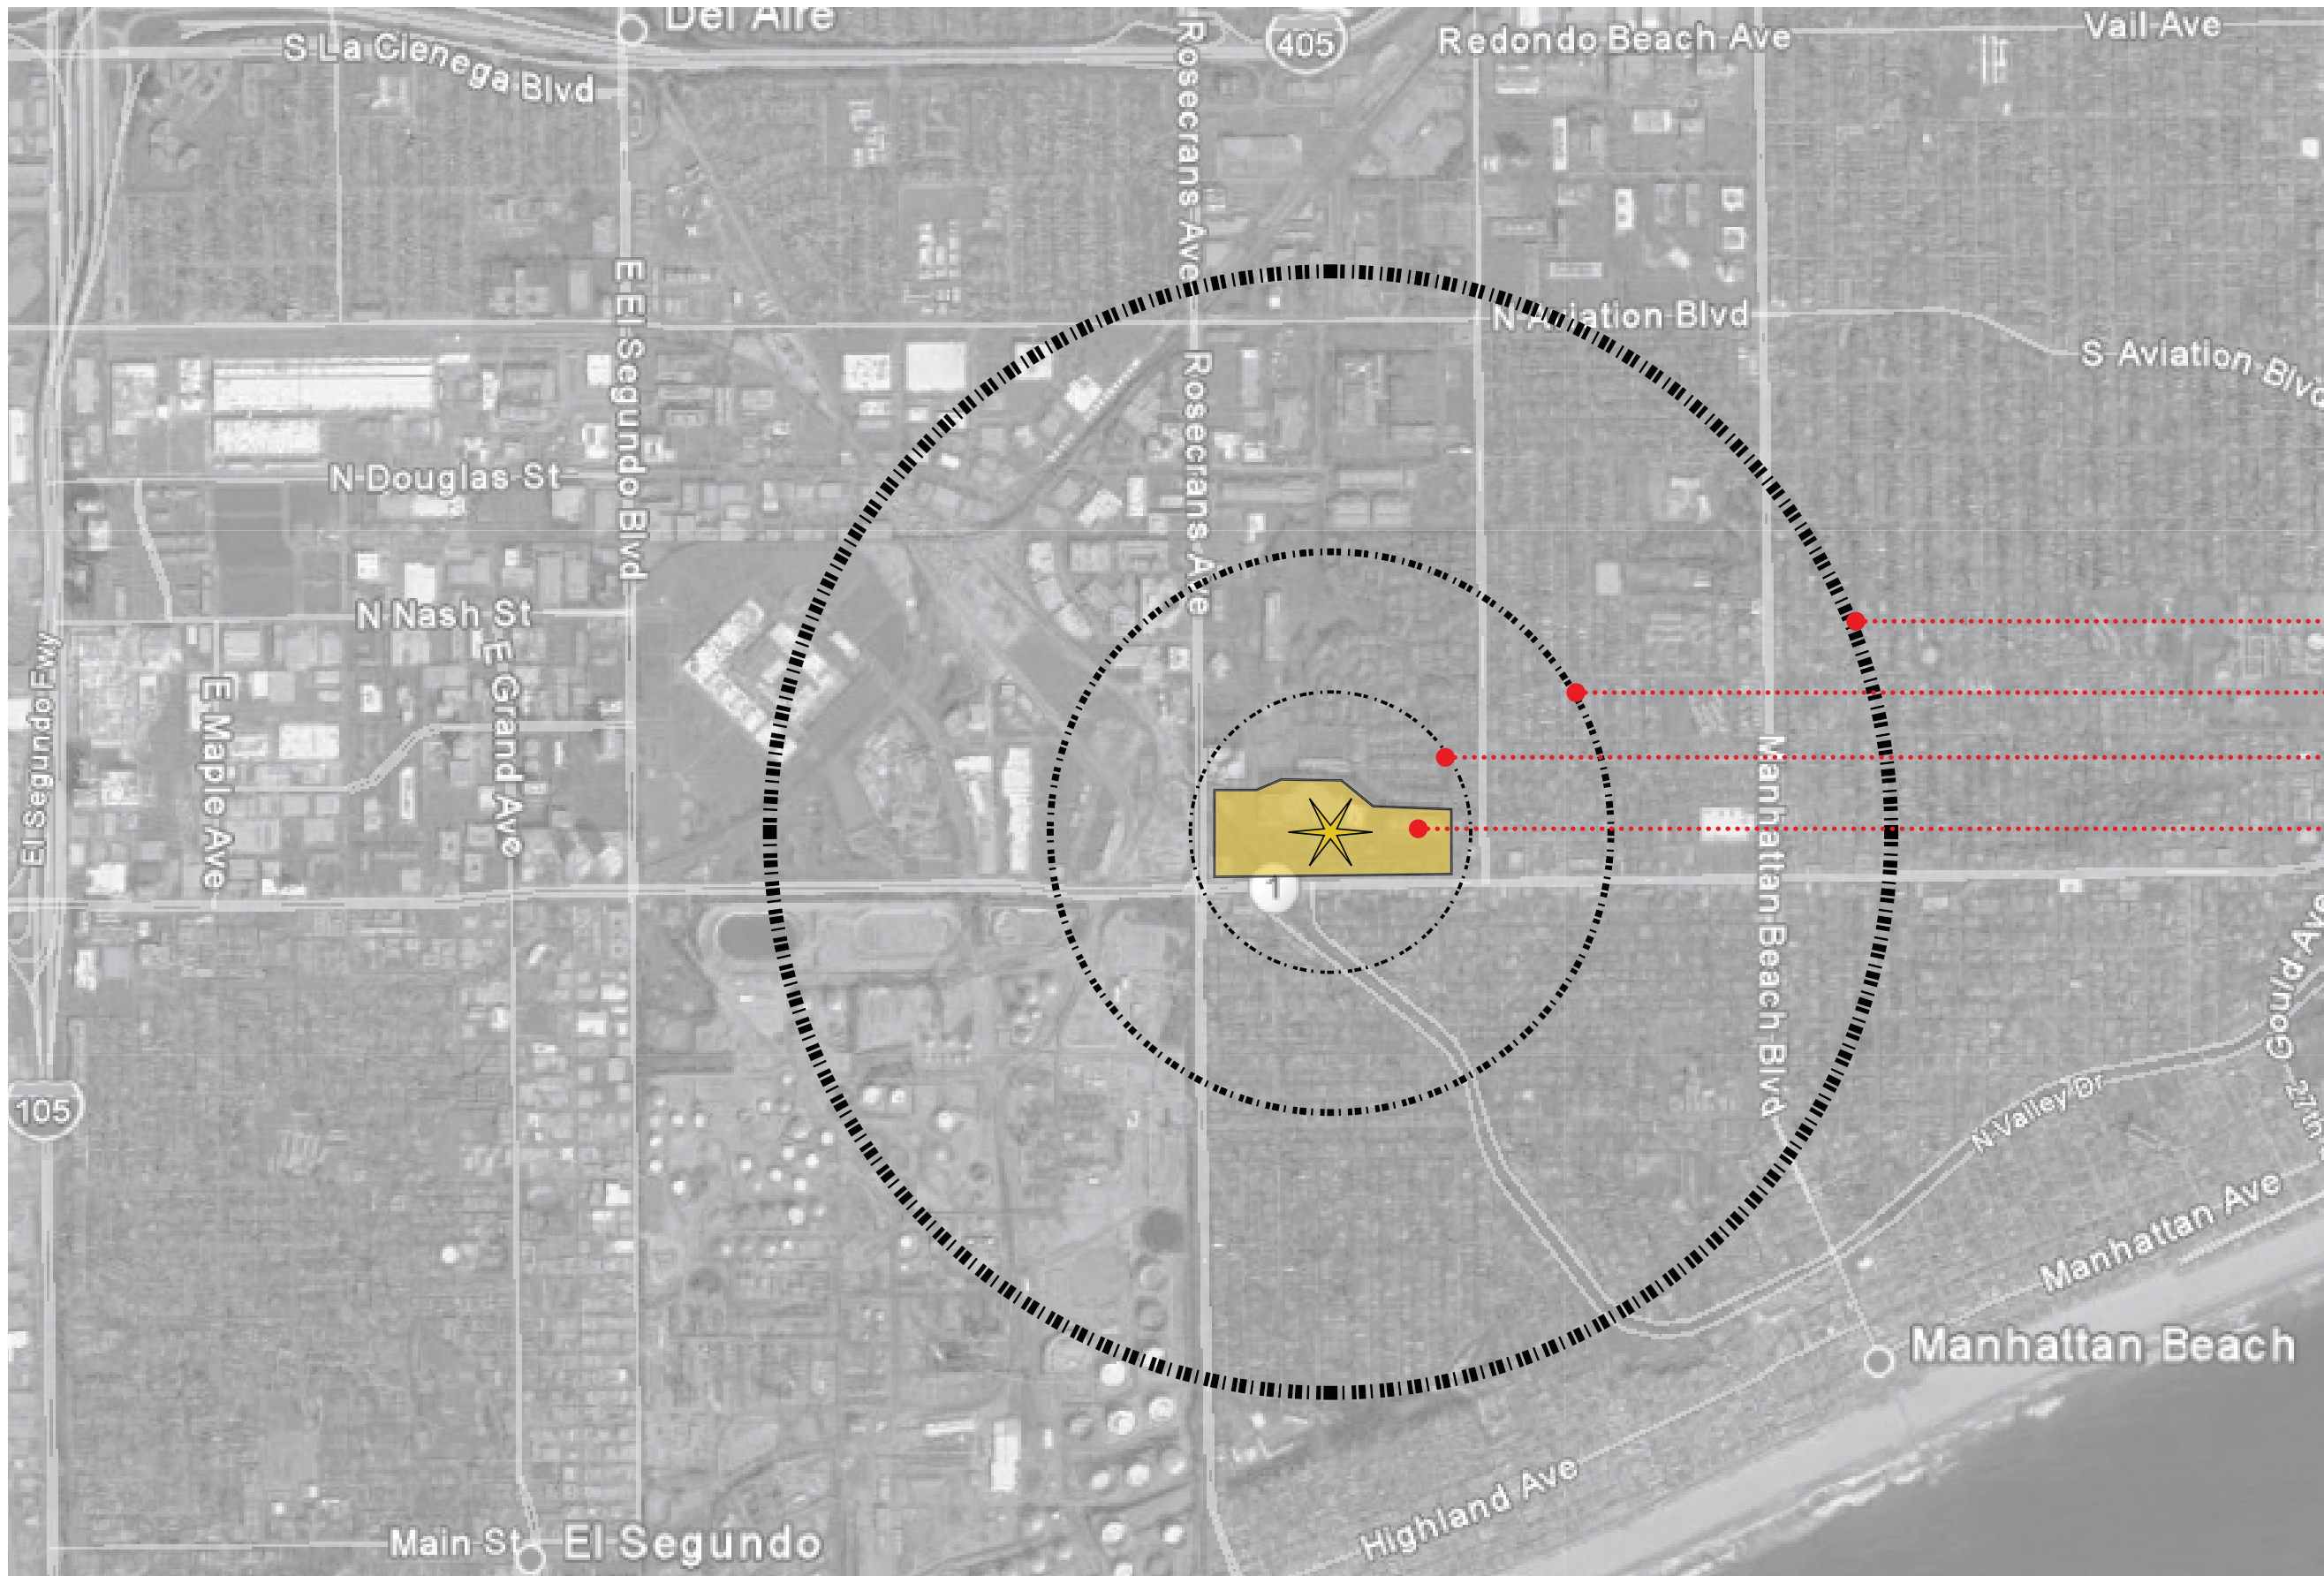 Del Aire
S La Cienega Blvd
405
Redondo Beach Ave
Vail Ave
Rosecrans Ave
E El Segundo Blvd
N Aviation Blvd
S Aviation Blvd
Rosecrans Ave
N Douglas St
N Nash St
El Segundo Fwy
E Maple Ave
E Grand Ave
Manhattan Beach Blvd
1
Gould Ave
105
N Valley Dr
27th
Manhattan Ave
Manhattan Beach
Highland Ave
Main St
El Segundo